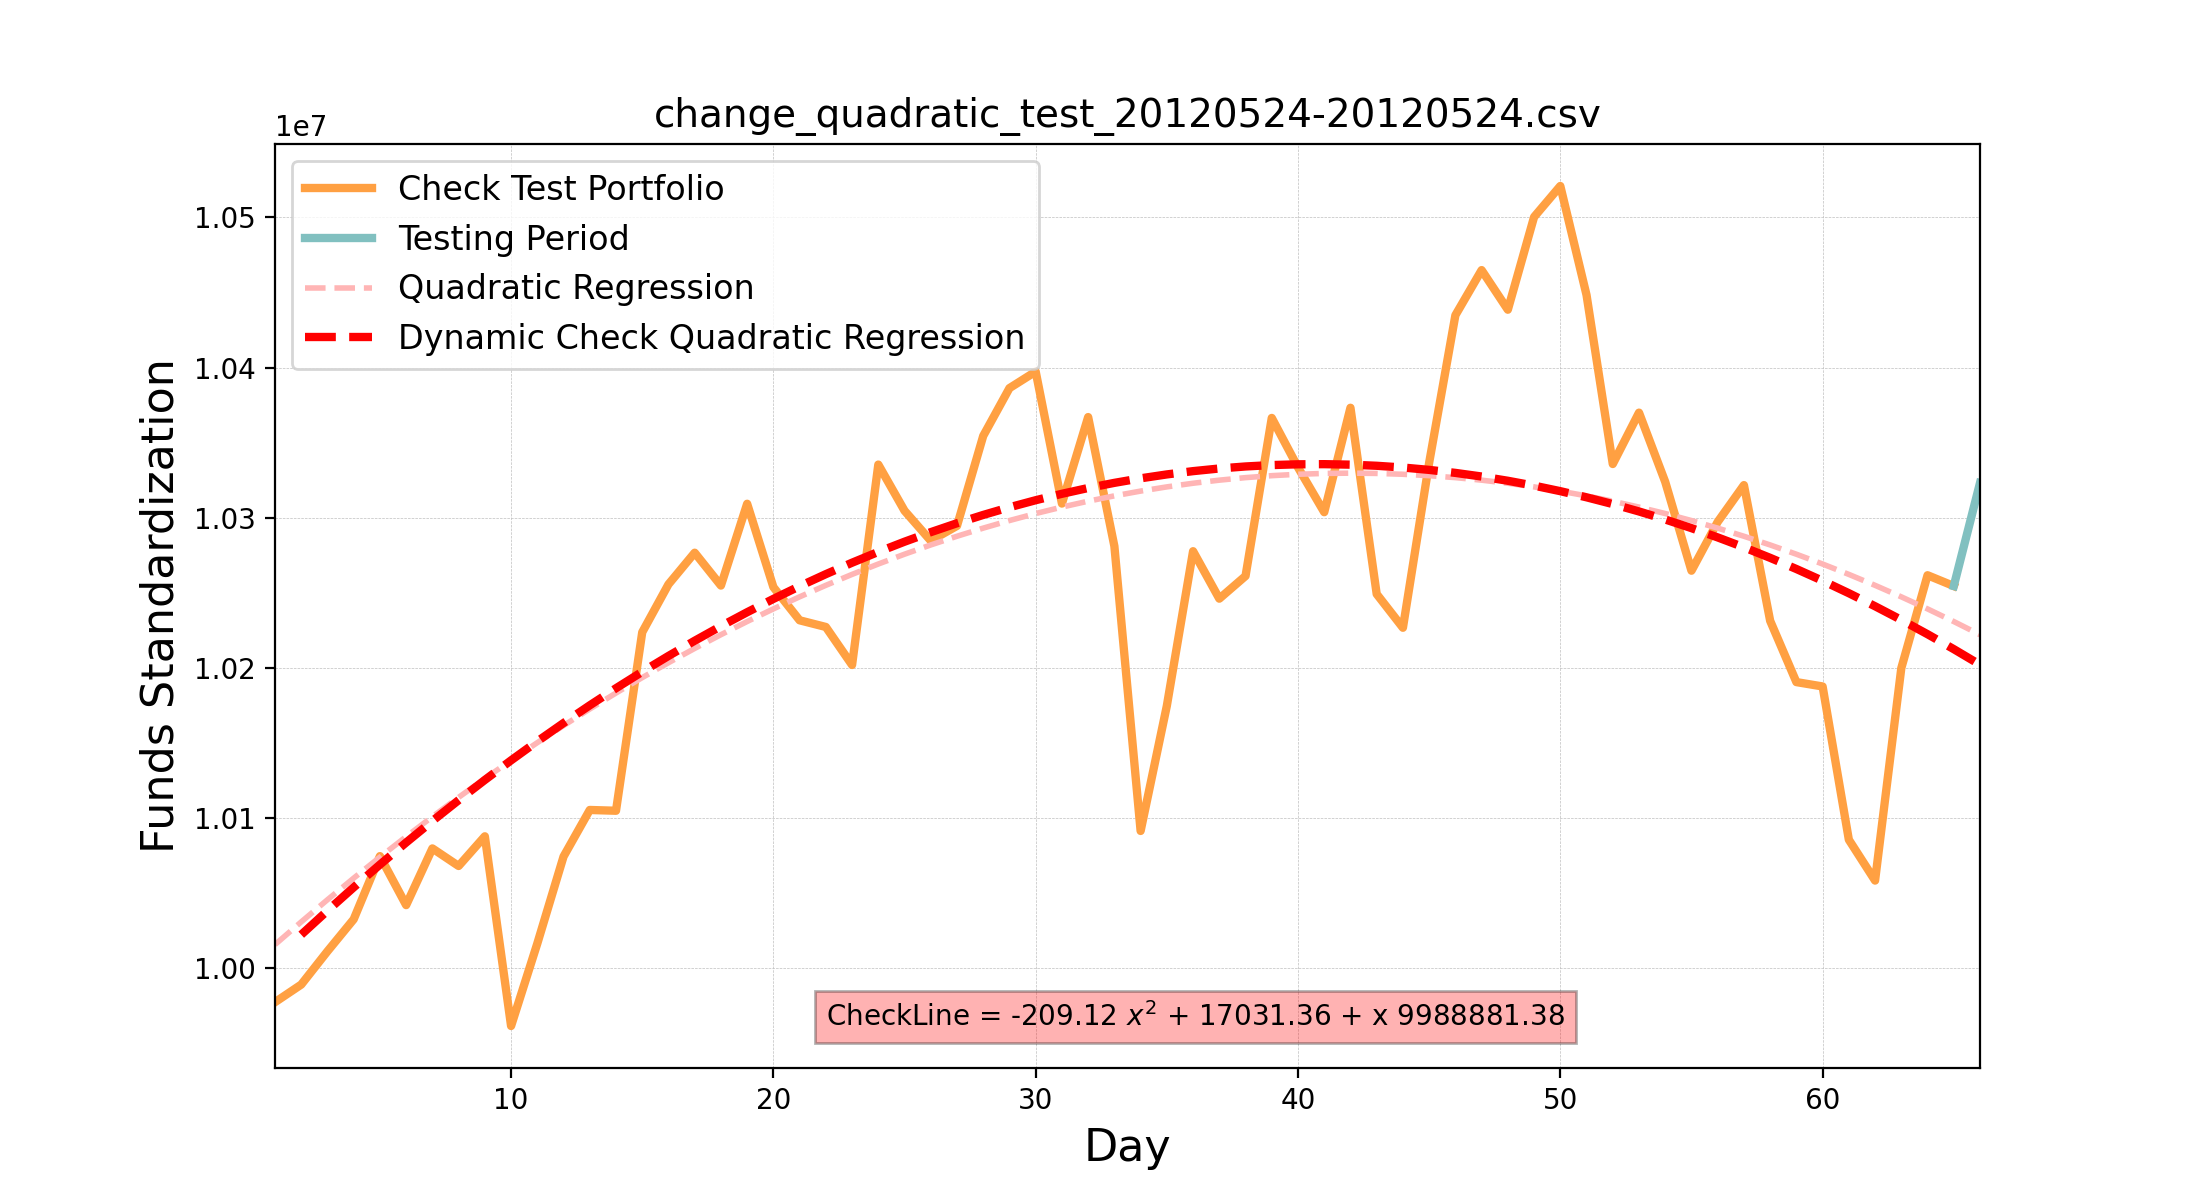 change_quadratic_test_20120524-20120524.csv
1e7
Check Test Portfolio
Testing Period
Quadratic Regression
Dynamic Check Quadratic Regression
1.05
1.04
1.03
1.02
1.01
1.00
Funds Standardization
CheckLine = -209.12 x² + 17031.36 + x 9988881.38
10 20 30 40 50 60
Day